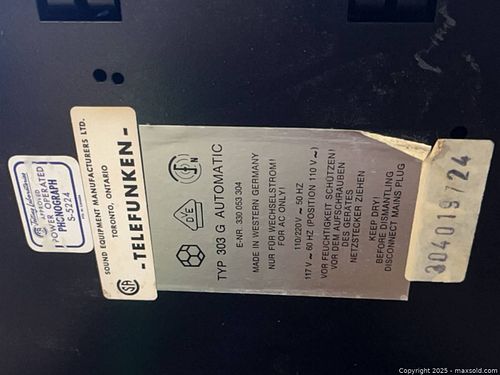 POWER OPERATED
PHONOGRAPH
S-5224
SOUND EQUIPMENT MANUFACTURERS LTD.
TORONTO, ONTARIO
-TELEFUNKEN-
TYP 303 G AUTOMATIC
E-NR. 330 053 304
MADE IN WESTERN GERMANY
NUR FÜR WECHSELSTROM!
FOR AC ONLY!
110/220V ~ 50 HZ
117 V ~ 60 HZ (POSITION 110 V ~)
VOR FEUCHTIGKEIT SCHÜTZEN!
VOR DEM AUFSCHRAUBEN
DES GERÄTES
NETZSTECKER ZIEHEN
KEEP DRY!
BEFORE DISMANTLING
DISCONNECT MAINS PLUG
304019/24
Copyright 2025 - maxsold.com